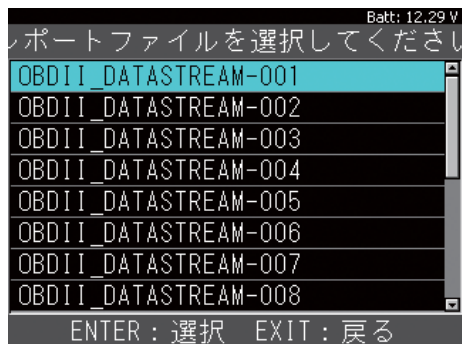 Batt: 12.29 V
ポートファイルを選択してくださ
OBDII_DATASTREAM-001
OBDII_DATASTREAM-002
OBDII_DATASTREAM-003
OBDII_DATASTREAM-004
OBDII_DATASTREAM-005
OBDII_DATASTREAM-006
OBDII_DATASTREAM-007
OBDII_DATASTREAM-008
ENTER：選択 EXIT：戻る